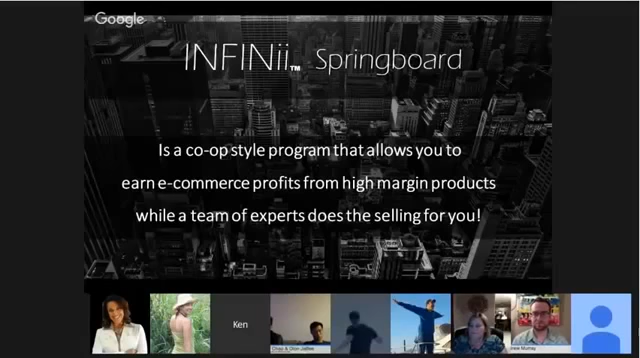 Google
INFINii™ Springboard
Is a co-op style program that allows you to
earn e-commerce profits from high margin products
while a team of experts does the selling for you!
Ken
Murray